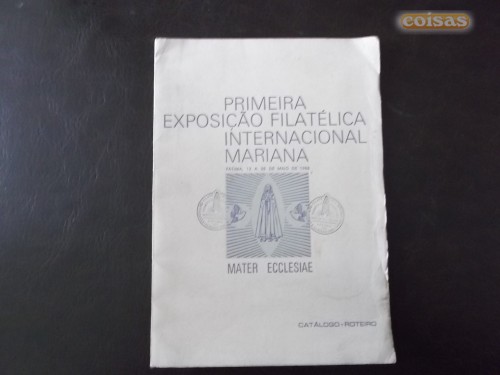 coisas
PRIMEIRA
EXPOSIÇÃO FILATÉLICA
INTERNACIONAL
MARIANA
MATER ECCLESIAE
CATÁLOGO-ROTEIRO